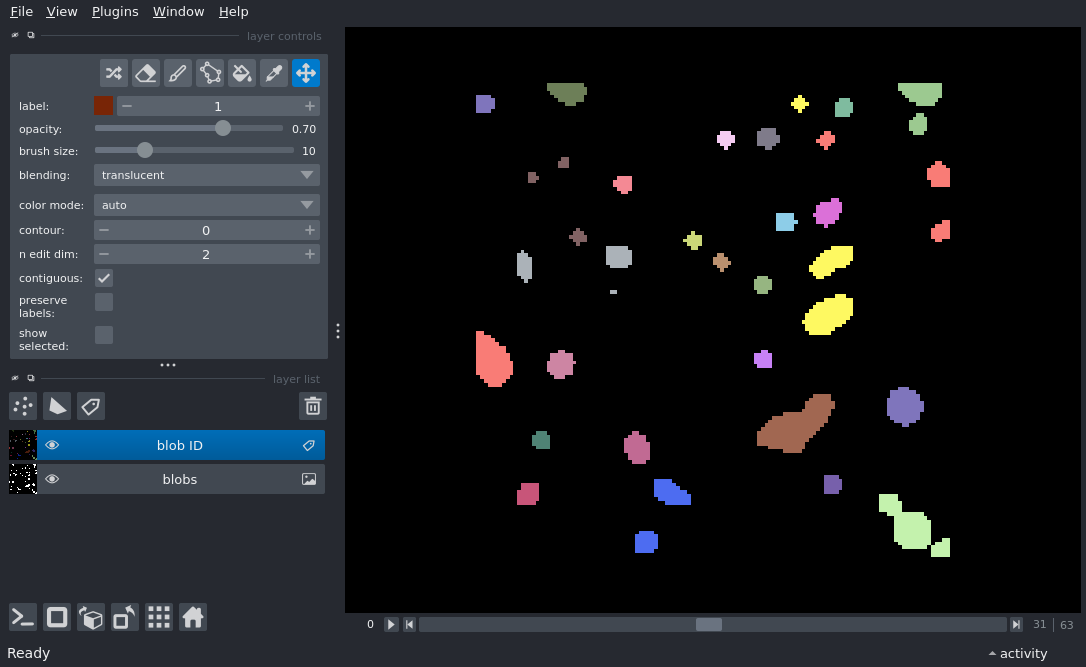 File View Plugins Window Help
layer controls
label: 1
opacity: 0.70
brush size: 10
blending: translucent
color mode: auto
contour: 0
n edit dim: 2
contiguous:
preserve
labels:
show
selected:
layer list
blob ID
blobs
0 31 63
Ready activity